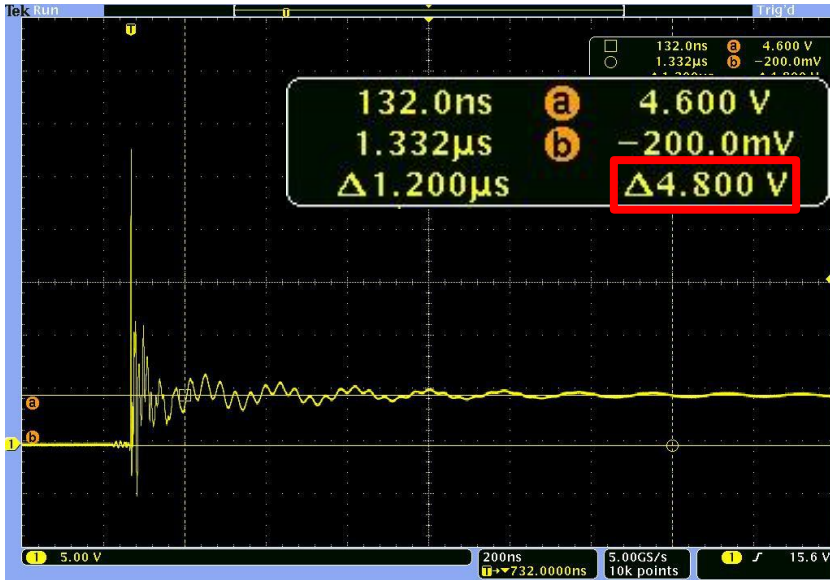 Tek Run
Trig'd
T
132.0ns a 4.600 V
1.332µs b −200.0mV
132.0ns a 4.600 V
1.332µs b −200.0mV
Δ1.200µs Δ4.800 V
a
b
1
1 5.00 V
200ns
T→▼732.0000ns
5.00GS/s
10k points
1 ʃ 15.6 V